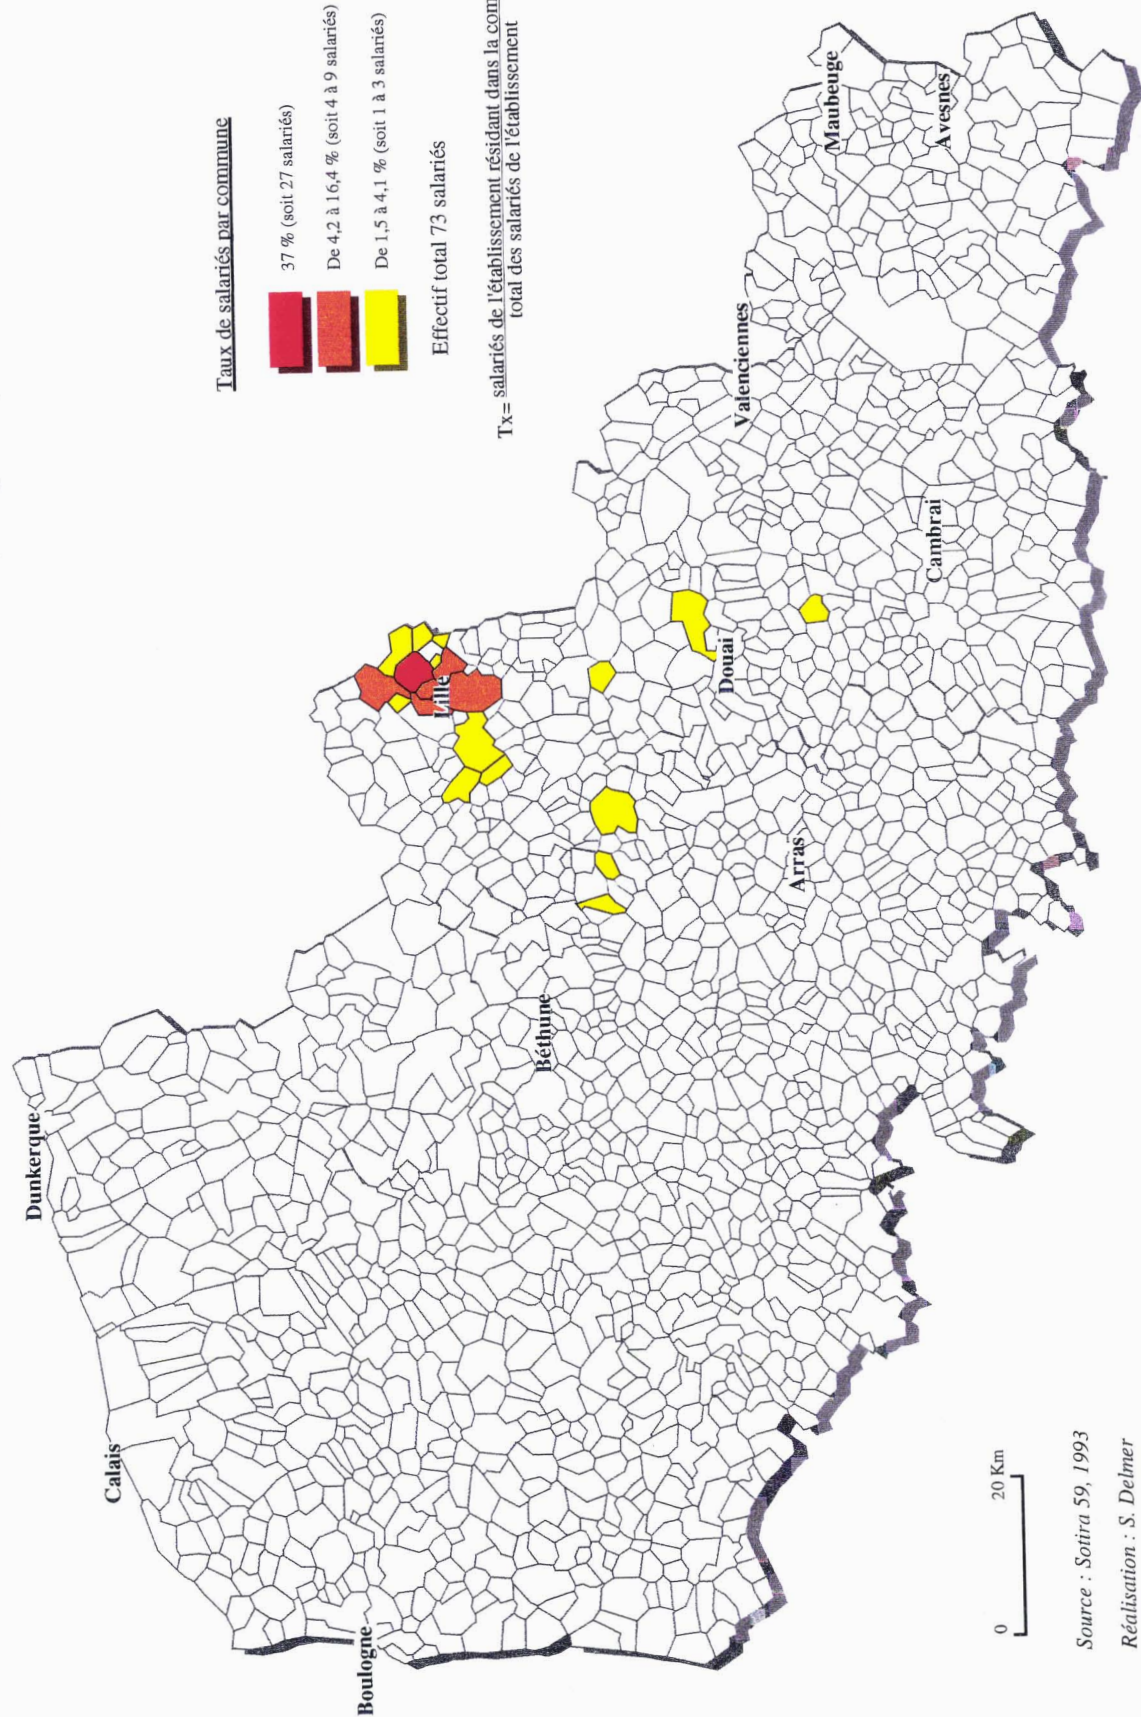 Taux de salariés par commune
37 % (soit 27 salariés)
De 4,2 à 16,4 % (soit 4 à 9 salariés)
De 1,5 à 4,1 % (soit 1 à 3 salariés)
Effectif total 73 salariés
Tx= salariés de l'établissement résidant dans la com
total des salariés de l'établissement
Dunkerque
Calais
Boulogne
Lille
Béthune
Douai
Valenciennes
Maubeuge
Avesnes
Arras
Cambrai
0 20 Km
Source : Sotira 59, 1993
Réalisation : S. Delmer